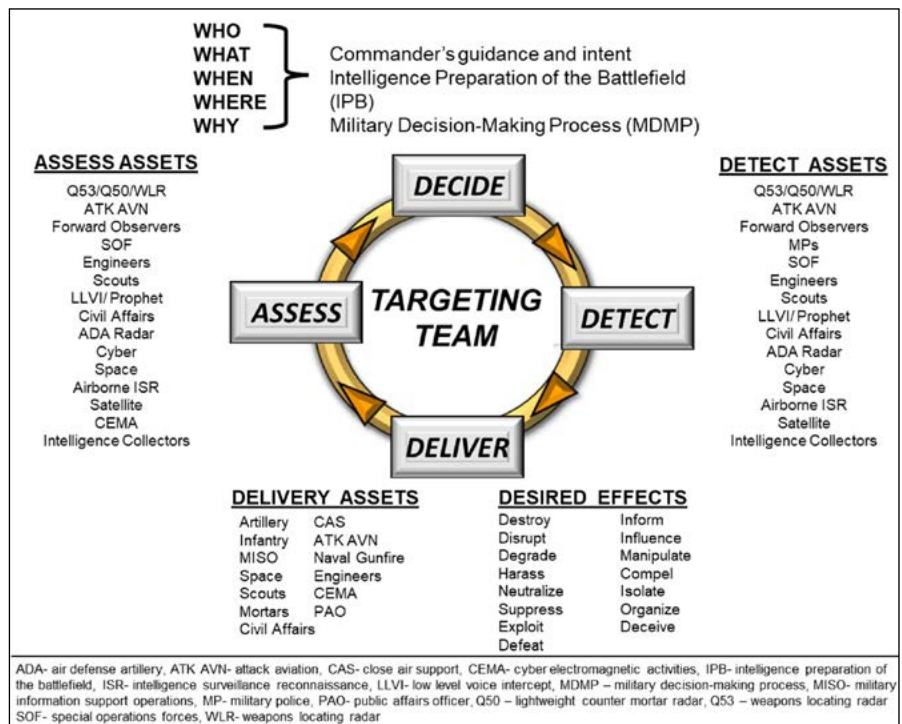 WHO
WHAT
WHEN
WHERE
WHY
Commander's guidance and intent
Intelligence Preparation of the Battlefield
(IPB)
Military Decision-Making Process (MDMP)
ASSESS ASSETS
Q53/Q50/WLR
ATK AVN
Forward Observers
SOF
Engineers
Scouts
LLVI/ Prophet
Civil Affairs
ADA Radar
Cyber
Space
Airborne ISR
Satellite
CEMA
Intelligence Collectors
DECIDE
DETECT
DELIVER
ASSESS
TARGETING
TEAM
DETECT ASSETS
Q53/Q50/WLR
ATK AVN
Forward Observers
MPs
SOF
Engineers
Scouts
LLVI/ Prophet
Civil Affairs
ADA Radar
Cyber
Space
Airborne ISR
Satellite
Intelligence Collectors
DELIVERY ASSETS
Artillery
Infantry
MISO
Space
Scouts
Mortars
Civil Affairs
CAS
ATK AVN
Naval Gunfire
Engineers
CEMA
PAO
DESIRED EFFECTS
Destroy
Disrupt
Degrade
Harass
Neutralize
Suppress
Exploit
Defeat
Inform
Influence
Manipulate
Compel
Isolate
Organize
Deceive
ADA- air defense artillery, ATK AVN- attack aviation, CAS- close air support, CEMA- cyber electromagnetic activities, IPB- intelligence preparation of
the battlefield, ISR- intelligence surveillance reconnaissance, LLVI- low level voice intercept, MDMP – military decision-making process, MISO- military
information support operations, MP- military police, PAO- public affairs officer, Q50 – lightweight counter mortar radar, Q53 – weapons locating radar
SOF- special operations forces, WLR- weapons locating radar